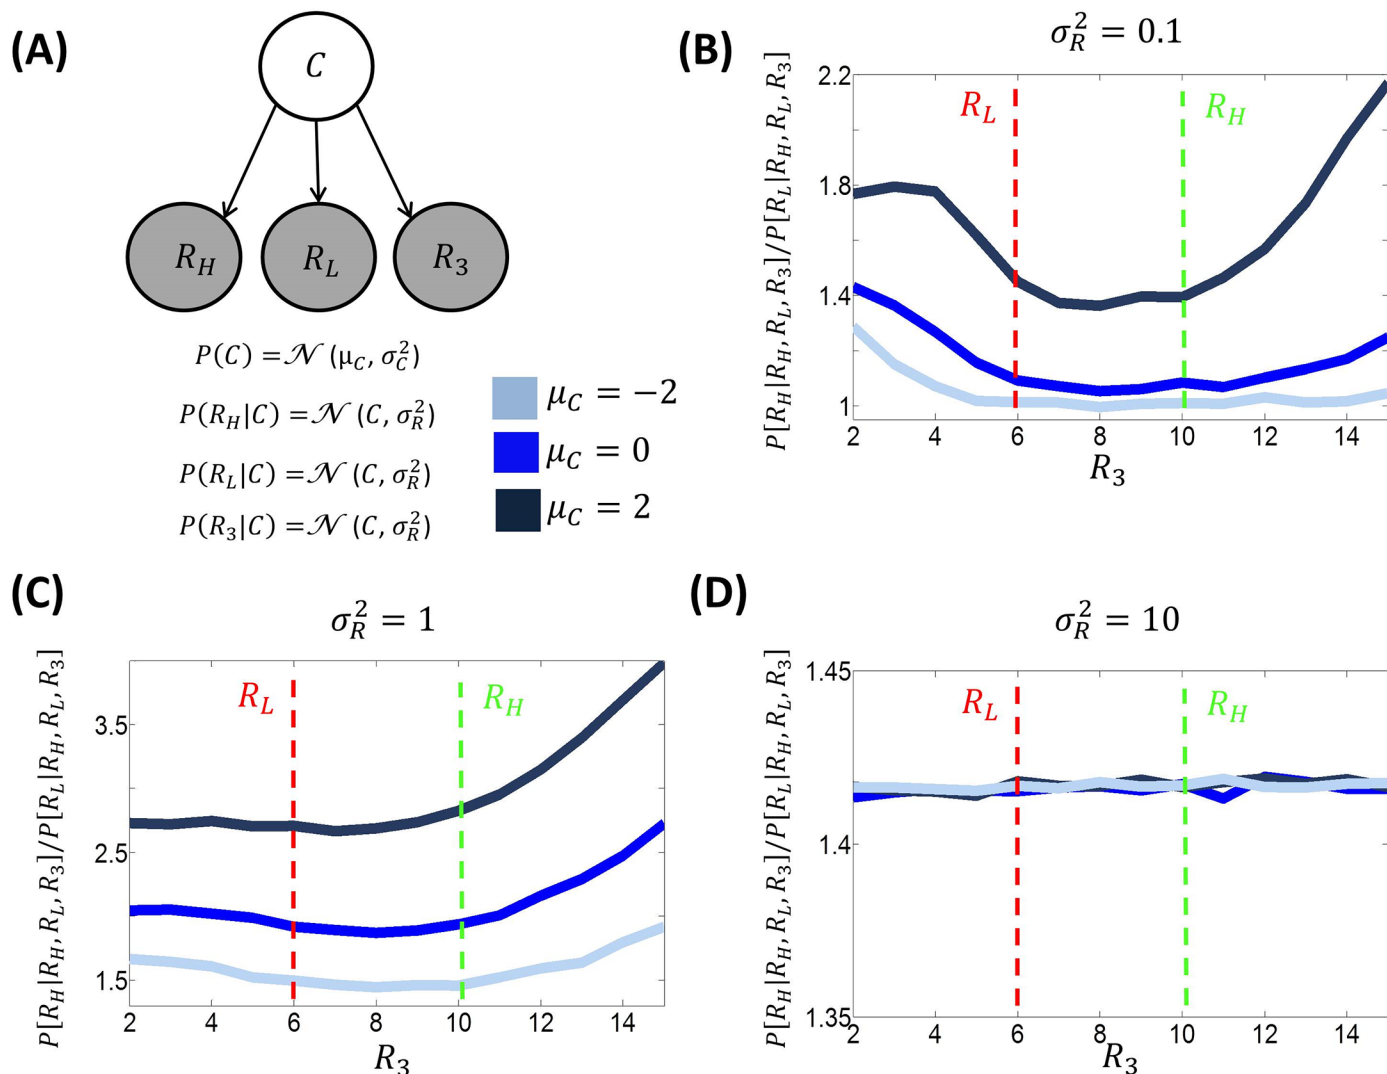 (A)
C
R_H R_L R_3
P(C) = 𝒩 (μ_C, σ_C^2)
P(R_H|C) = 𝒩 (C, σ_R^2)
P(R_L|C) = 𝒩 (C, σ_R^2)
P(R_3|C) = 𝒩 (C, σ_R^2)
μ_C = −2
μ_C = 0
μ_C = 2
(B)
σ_R^2 = 0.1
P[R_H|R_H, R_L, R_3]/P[R_L|R_H, R_L, R_3]
2.2
1.8
1.4
1
R_L
R_H
2 4 6 8 10 12 14
R_3
(C)
σ_R^2 = 1
P[R_H|R_H, R_L, R_3]/P[R_L|R_H, R_L, R_3]
3.5
2.5
1.5
R_L
R_H
2 4 6 8 10 12 14
R_3
(D)
σ_R^2 = 10
P[R_H|R_H, R_L, R_3]/P[R_L|R_H, R_L, R_3]
1.45
1.4
1.35
R_L
R_H
2 4 6 8 10 12 14
R_3